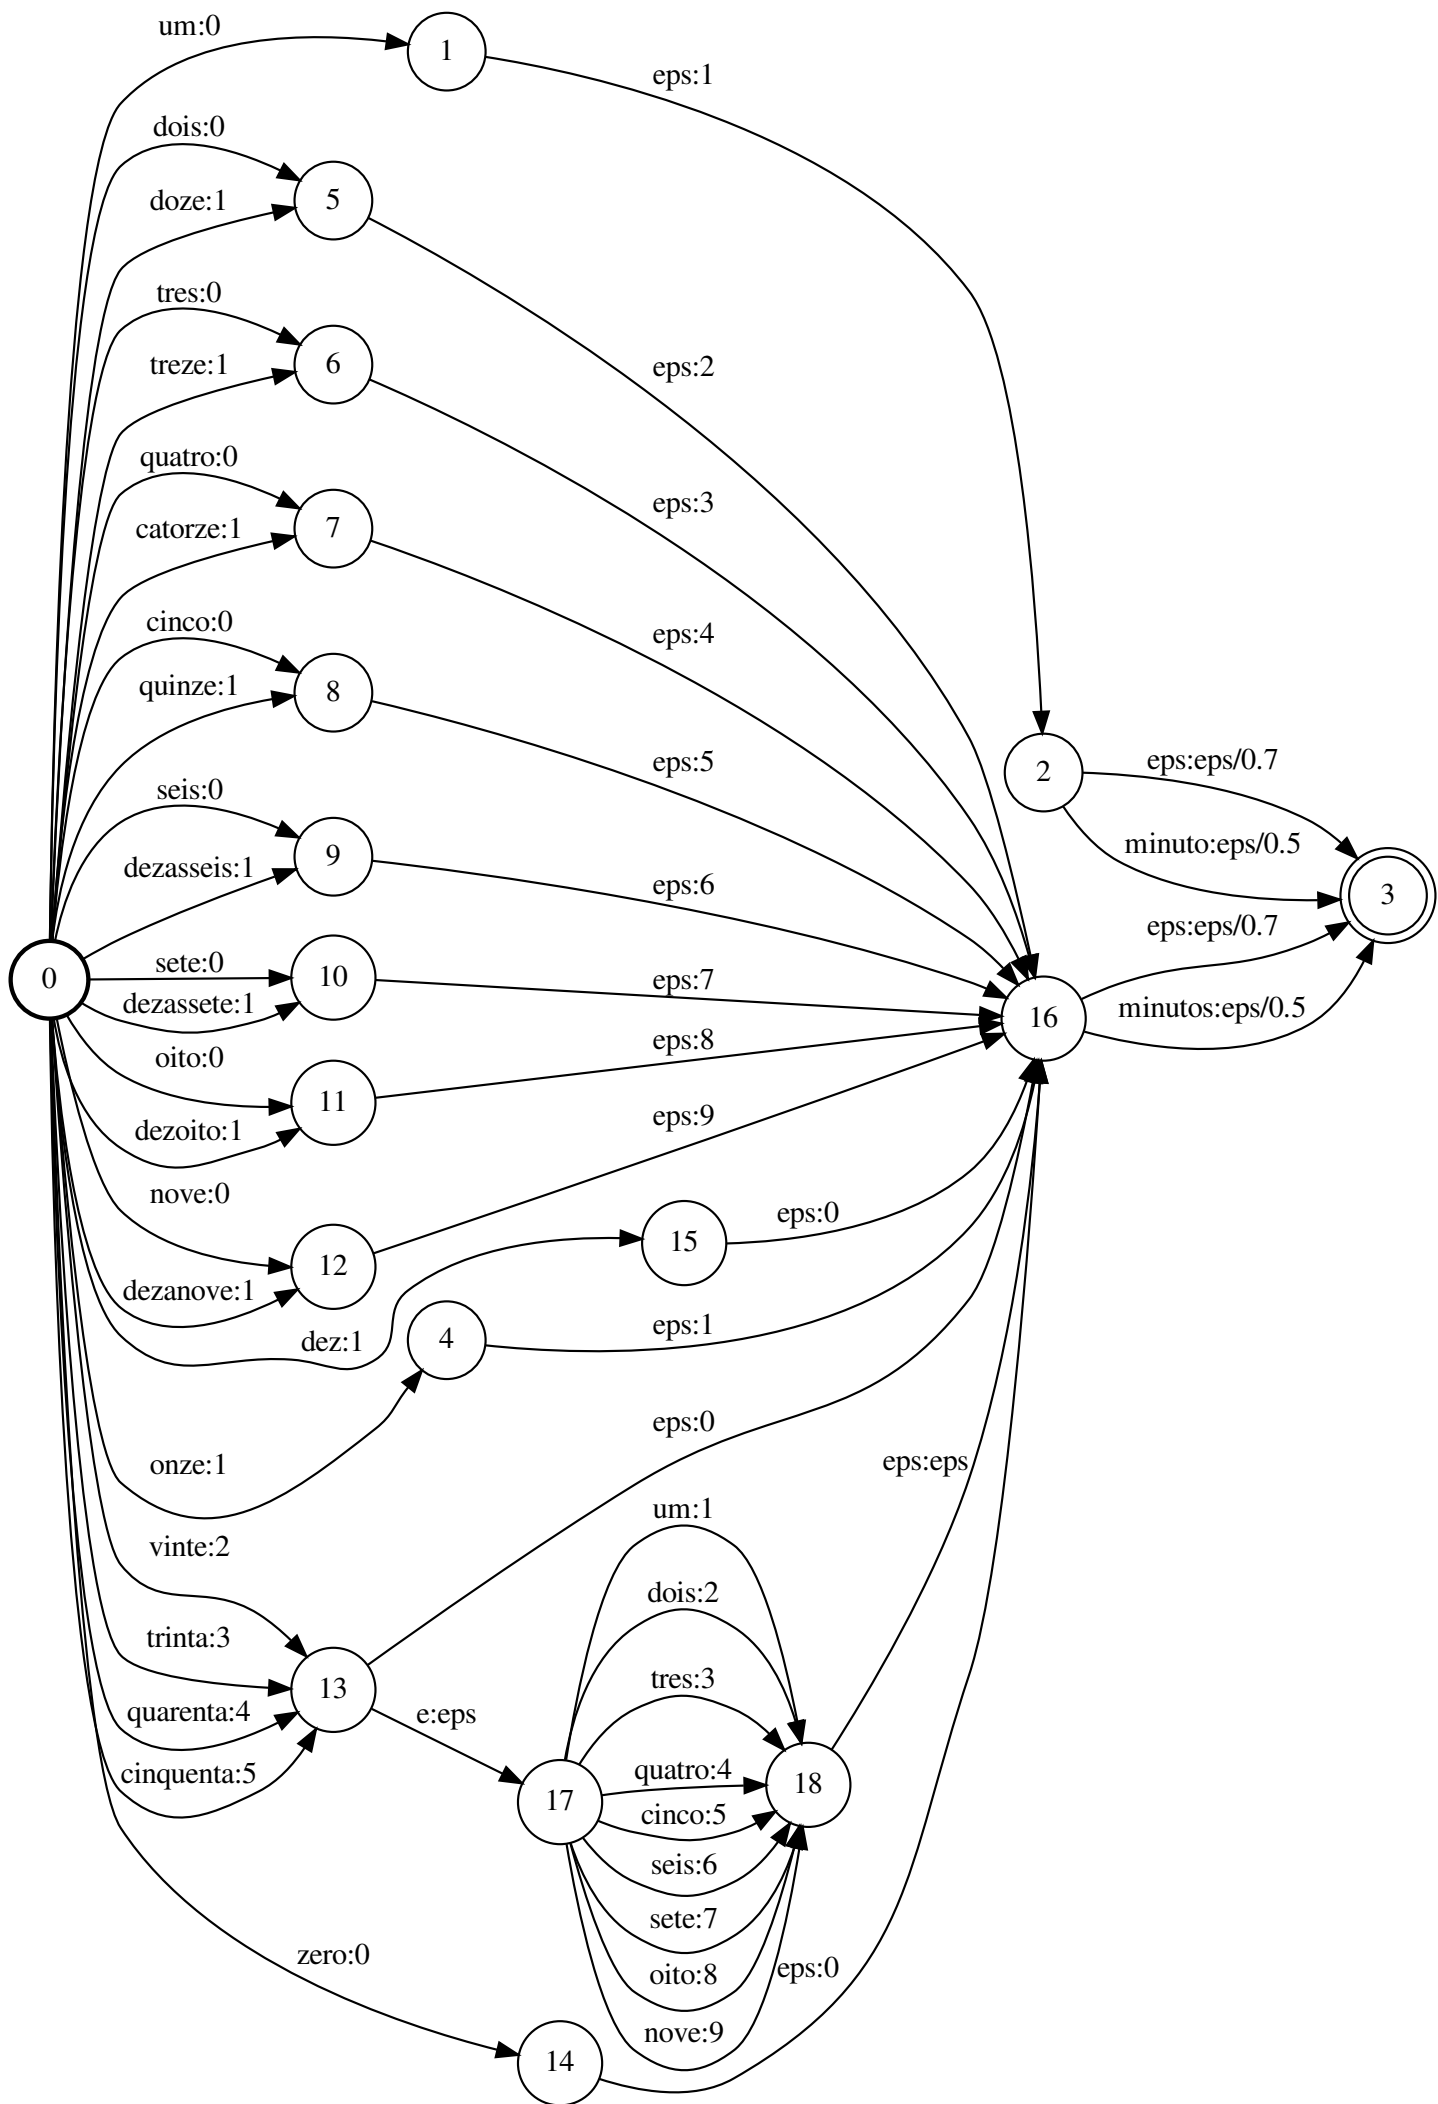 um:0
1
eps:1
dois:0
doze:1
5
tres:0
treze:1
6
eps:2
quatro:0
catorze:1
7
eps:3
cinco:0
quinze:1
8
eps:4
seis:0
dezasseis:1
9
eps:5
2
eps:eps/0.7
minuto:eps/0.5
3
eps:6
eps:eps/0.7
0
sete:0
dezassete:1
10
eps:7
16
minutos:eps/0.5
oito:0
dezoito:1
11
eps:8
nove:0
dezanove:1
12
eps:9
15
eps:0
dez:1
4
eps:1
onze:1
eps:0
eps:eps
vinte:2
trinta:3
quarenta:4
cinquenta:5
13
e:eps
17
um:1
dois:2
tres:3
quatro:4
cinco:5
seis:6
sete:7
oito:8
nove:9
18
zero:0
14
eps:0